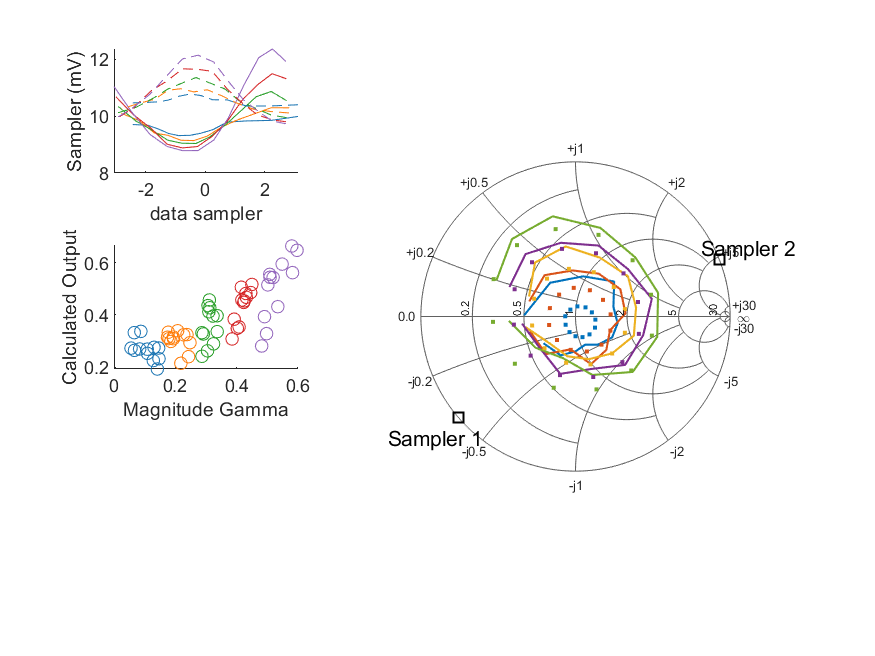 Sampler (mV)
12
10
8
-2
0
2
data sampler
Calculated Output
0.6
0.4
0.2
0
0.2
0.4
0.6
Magnitude Gamma
+j1
+j0.5
+j2
+j0.2
Sampler 2
0.0
0.2
0.5
1
2
5
30
+j30
∞
-j30
-j0.2
-j5
Sampler 1
-j0.5
-j2
-j1